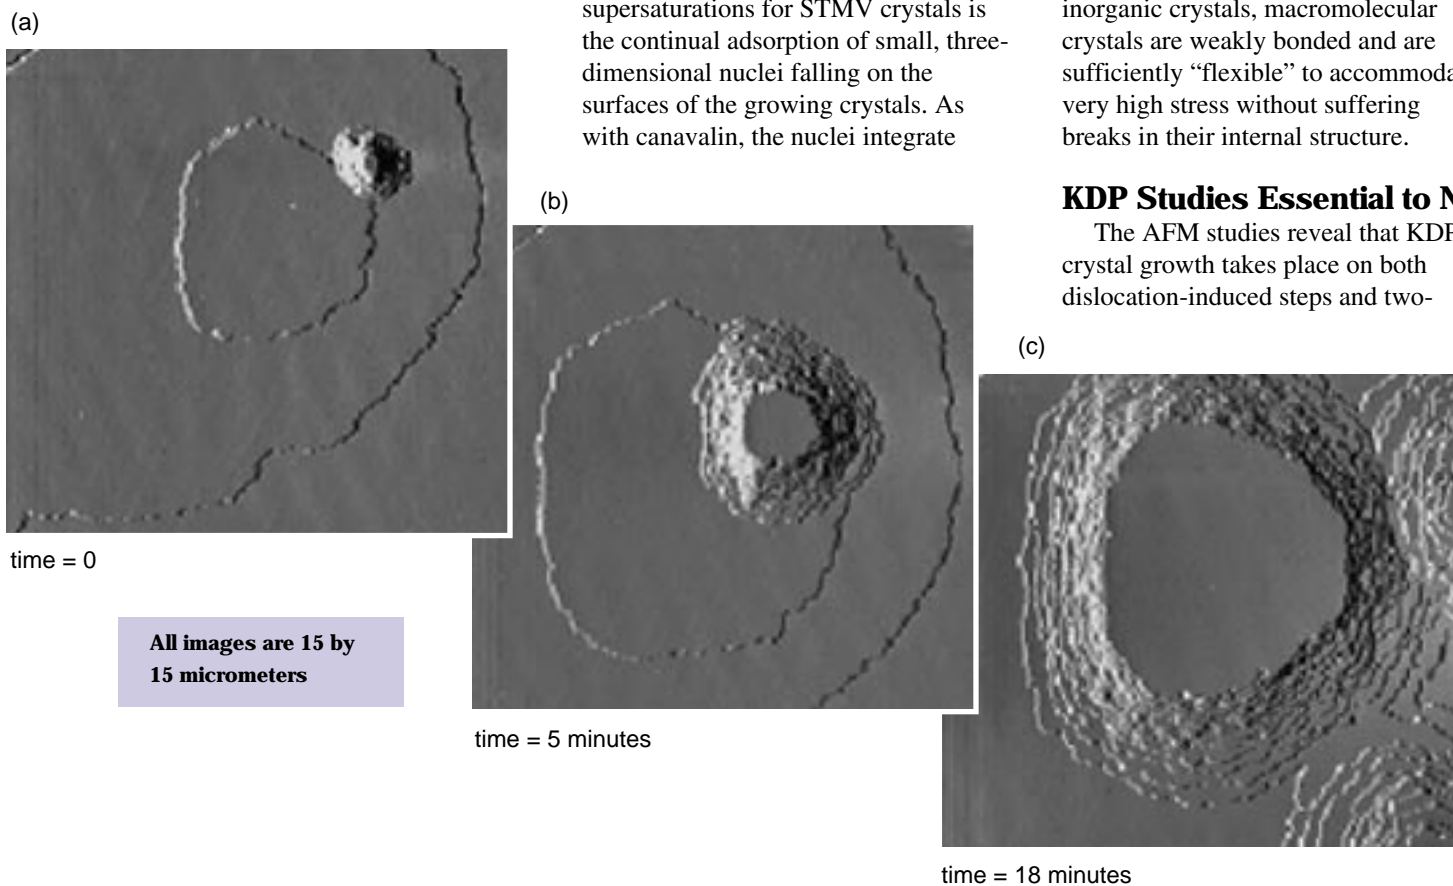 (a)
supersaturations for STMV crystals is
the continual adsorption of small, three-
dimensional nuclei falling on the
surfaces of the growing crystals. As
with canavalin, the nuclei integrate
inorganic crystals, macromolecular
crystals are weakly bonded and are
sufficiently “flexible” to accommoda
very high stress without suffering
breaks in their internal structure.
KDP Studies Essential to N
The AFM studies reveal that KDP
crystal growth takes place on both
dislocation-induced steps and two-
(b)
(c)
time = 0
All images are 15 by
15 micrometers
time = 5 minutes
time = 18 minutes